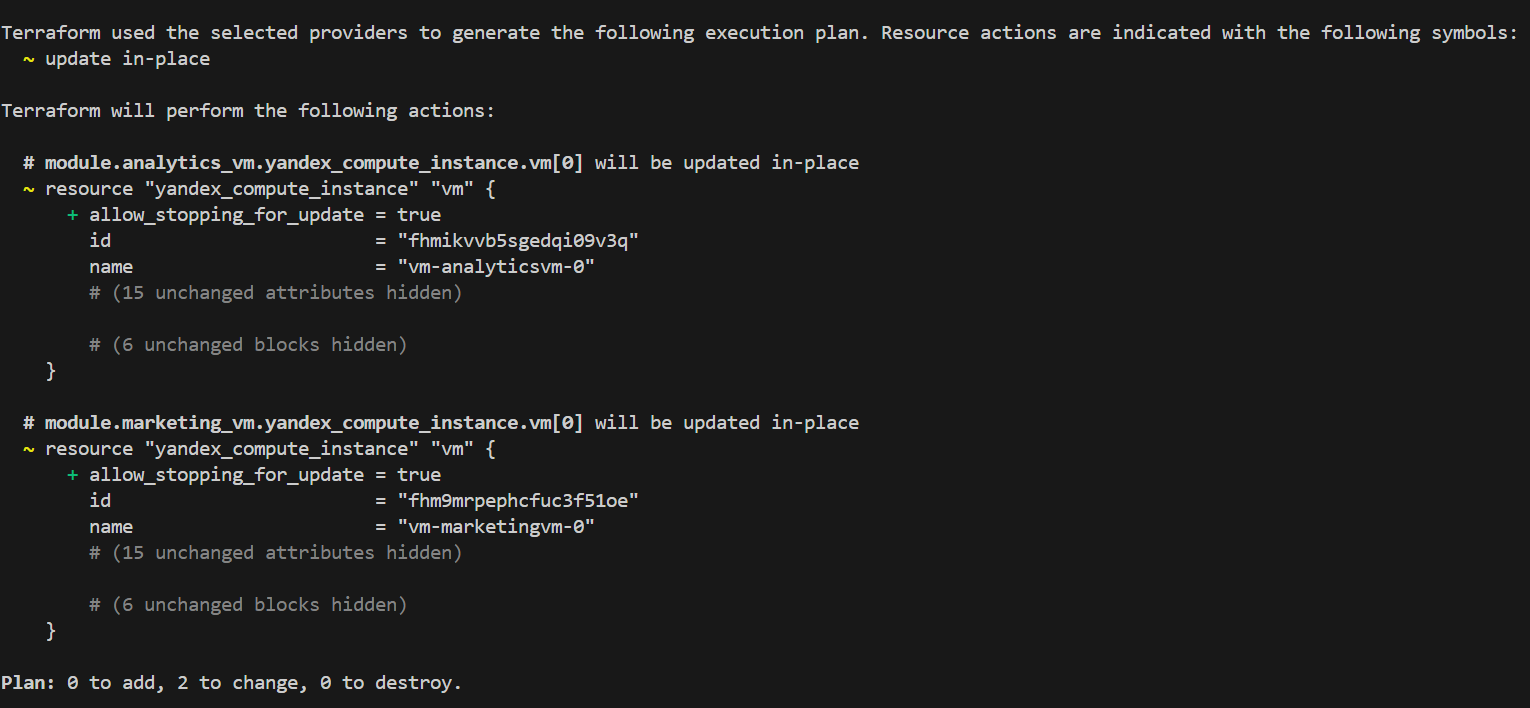 Terraform used the selected providers to generate the following execution plan. Resource actions are indicated with the following symbols:
  ~ update in-place

Terraform will perform the following actions:

  # module.analytics_vm.yandex_compute_instance.vm[0] will be updated in-place
  ~ resource "yandex_compute_instance" "vm" {
      + allow_stopping_for_update = true
        id                        = "fhmikvvb5sgedqi09v3q"
        name                      = "vm-analyticsvm-0"
        # (15 unchanged attributes hidden)

        # (6 unchanged blocks hidden)
    }

  # module.marketing_vm.yandex_compute_instance.vm[0] will be updated in-place
  ~ resource "yandex_compute_instance" "vm" {
      + allow_stopping_for_update = true
        id                        = "fhm9mrpephcfuc3f51oe"
        name                      = "vm-marketingvm-0"
        # (15 unchanged attributes hidden)

        # (6 unchanged blocks hidden)
    }

Plan: 0 to add, 2 to change, 0 to destroy.